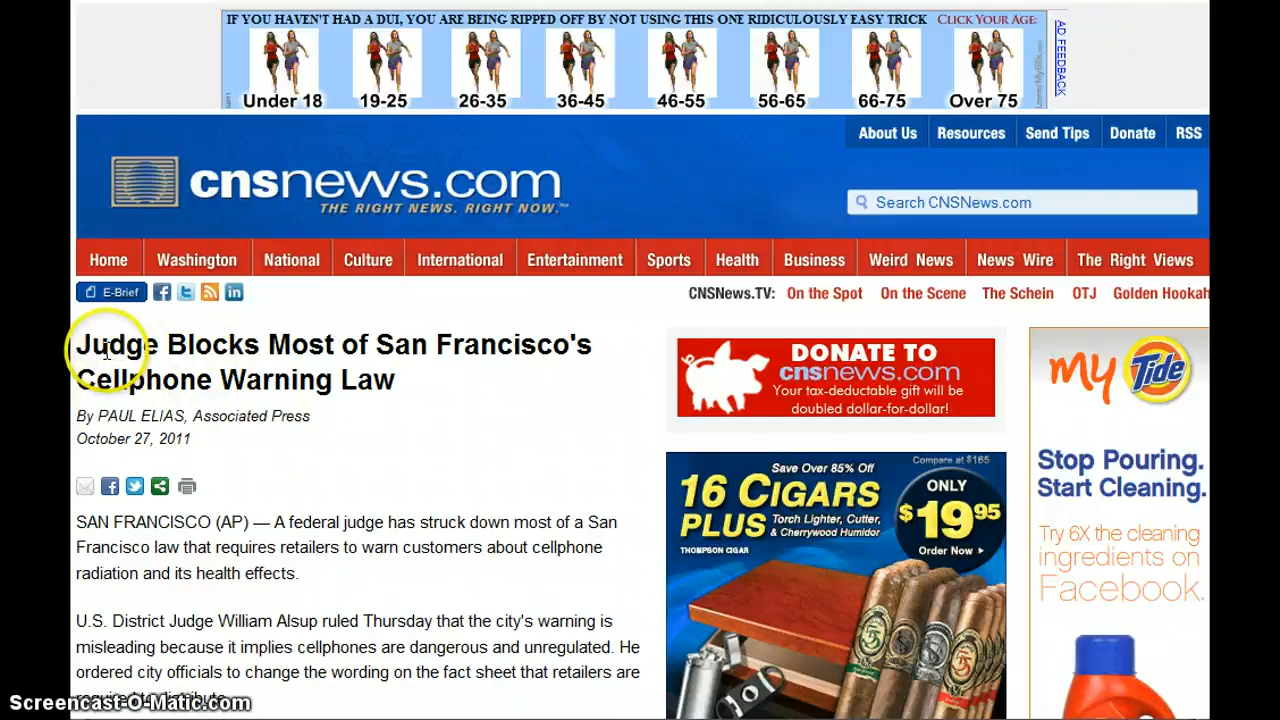 IF YOU HAVEN'T HAD A DUI, YOU ARE BEING RIPPED OFF BY NOT USING THIS ONE RIDICULOUSLY EASY TRICK CLICK YOUR AGE:
Under 18 19-25 26-35 36-45 46-55 56-65 66-75 Over 75
AD FEEDBACK
About Us Resources Send Tips Donate RSS
cnsnews.com
THE RIGHT NEWS. RIGHT NOW.
Search CNSNews.com
Home Washington National Culture International Entertainment Sports Health Business Weird News News Wire The Right Views
E-Brief
CNSNews.TV: On the Spot On the Scene The Schein OTJ Golden Hookah
Judge Blocks Most of San Francisco's
Cellphone Warning Law
By PAUL ELIAS, Associated Press
October 27, 2011
SAN FRANCISCO (AP) — A federal judge has struck down most of a San
Francisco law that requires retailers to warn customers about cellphone
radiation and its health effects.
U.S. District Judge William Alsup ruled Thursday that the city's warning is
misleading because it implies cellphones are dangerous and unregulated. He
ordered city officials to change the wording on the fact sheet that retailers are
required to distribute.
DONATE TO
cnsnews.com
Your tax-deductable gift will be
doubled dollar-for-dollar!
Save Over 85% Off
Compare at $165
16 CIGARS
PLUS
Torch Lighter, Cutter,
& Cherrywood Humidor
THOMPSON CIGAR
ONLY
$19.95
Order Now
my Tide
Stop Pouring.
Start Cleaning.
Try 6X the cleaning
ingredients on
Facebook.
Screencast-O-Matic.com